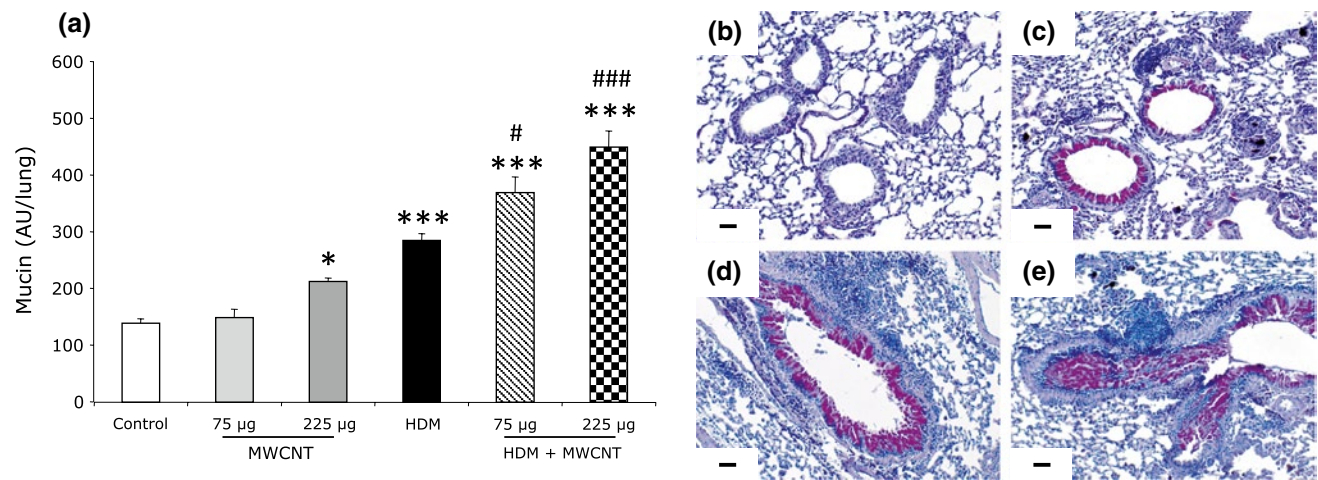 (a)
Mucin (AU/lung)
600
500
400
300
200
100
0
*
***
#
***
###
***
Control
75 µg
225 µg
HDM
75 µg
225 µg
MWCNT
HDM + MWCNT
(b)
(c)
(d)
(e)